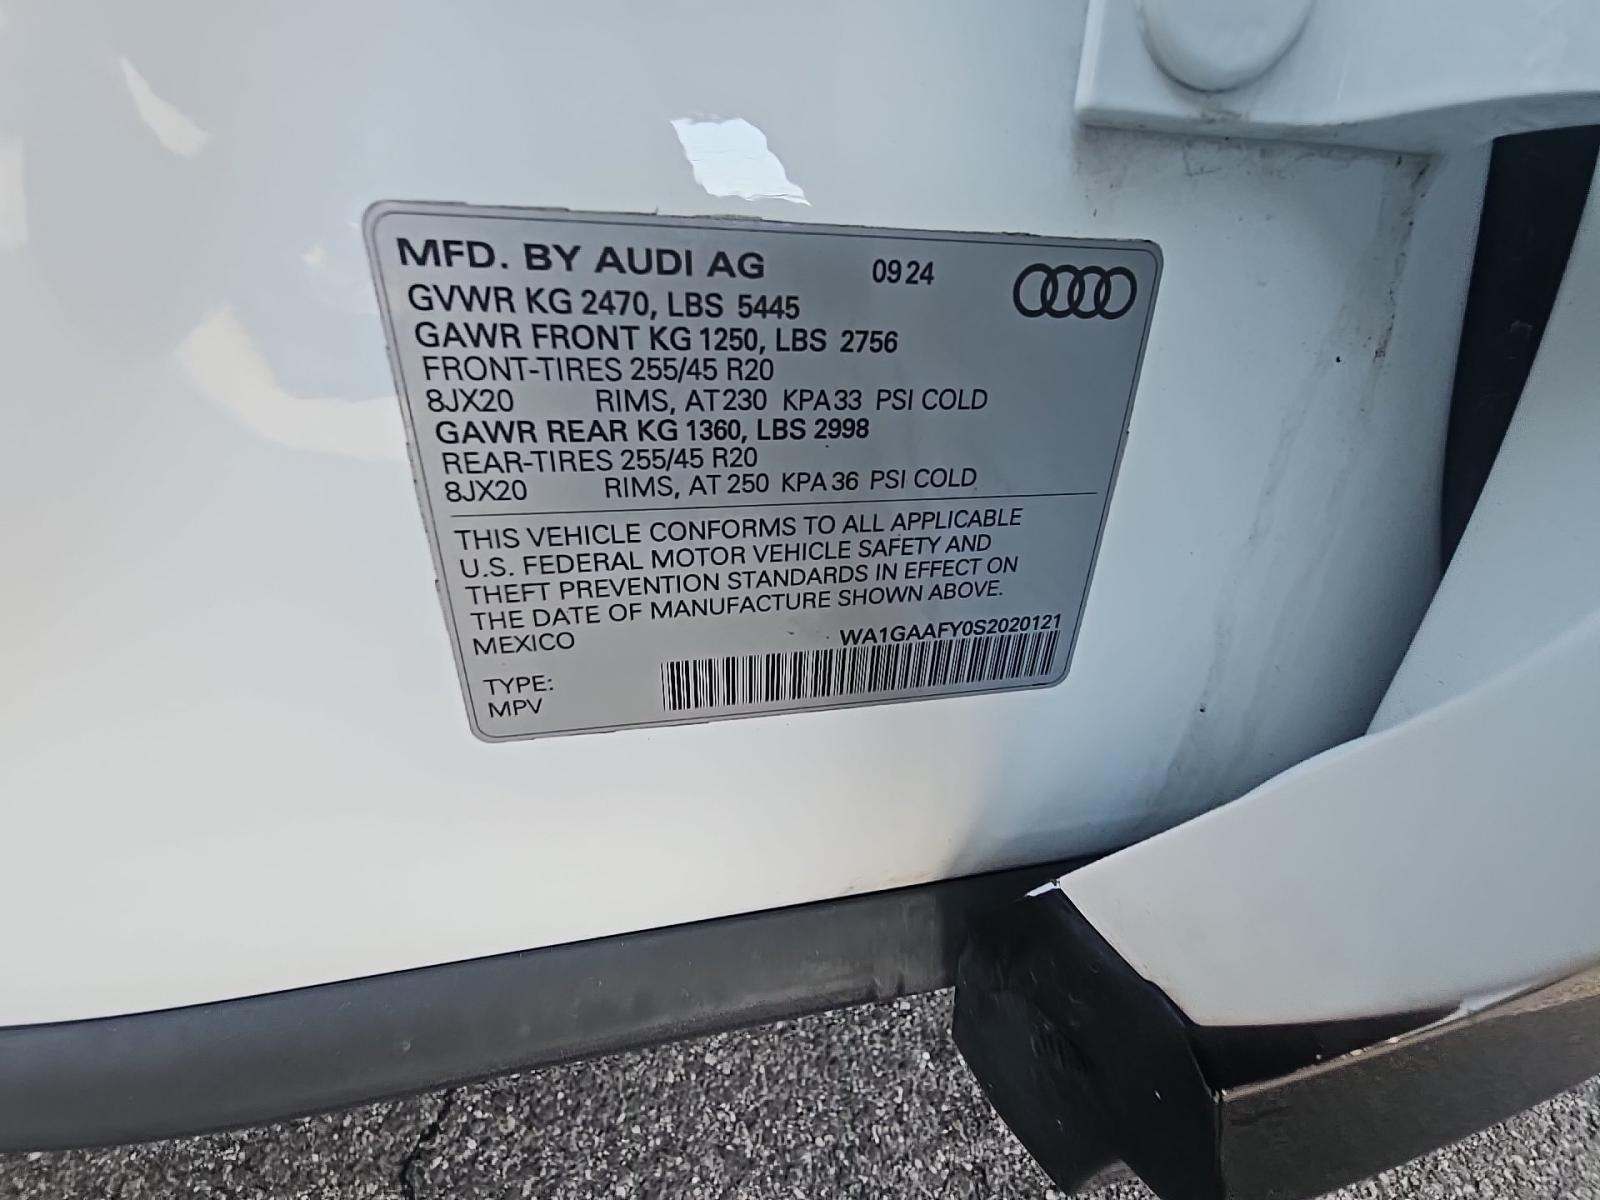 MFD. BY AUDI AG 09 24
GVWR KG 2470, LBS 5445
GAWR FRONT KG 1250, LBS 2756
FRONT-TIRES 255/45 R20
8JX20 RIMS, AT 230 KPA 33 PSI COLD
GAWR REAR KG 1360, LBS 2998
REAR-TIRES 255/45 R20
8JX20 RIMS, AT 250 KPA 36 PSI COLD
THIS VEHICLE CONFORMS TO ALL APPLICABLE
U.S. FEDERAL MOTOR VEHICLE SAFETY AND
THEFT PREVENTION STANDARDS IN EFFECT ON
THE DATE OF MANUFACTURE SHOWN ABOVE.
MEXICO WA1GAAFY0S2020121
TYPE:
MPV